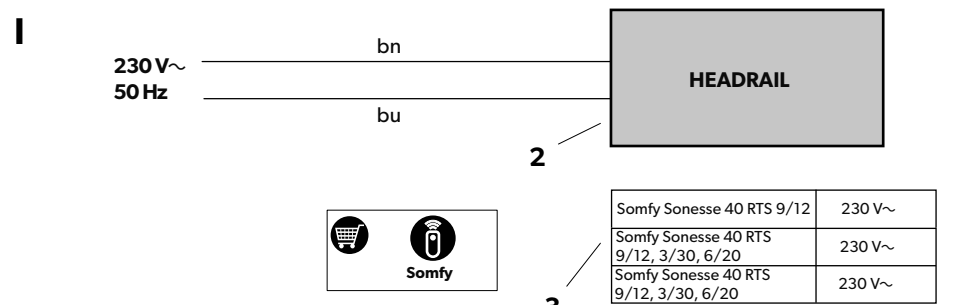 I
bn
230 V~
50 Hz
HEADRAIL
bu
2
Somfy Sonesse 40 RTS 9/12 230 V~
Somfy Sonesse 40 RTS
9/12, 3/30, 6/20 230 V~
Somfy Sonesse 40 RTS
9/12, 3/30, 6/20 230 V~
Somfy
3